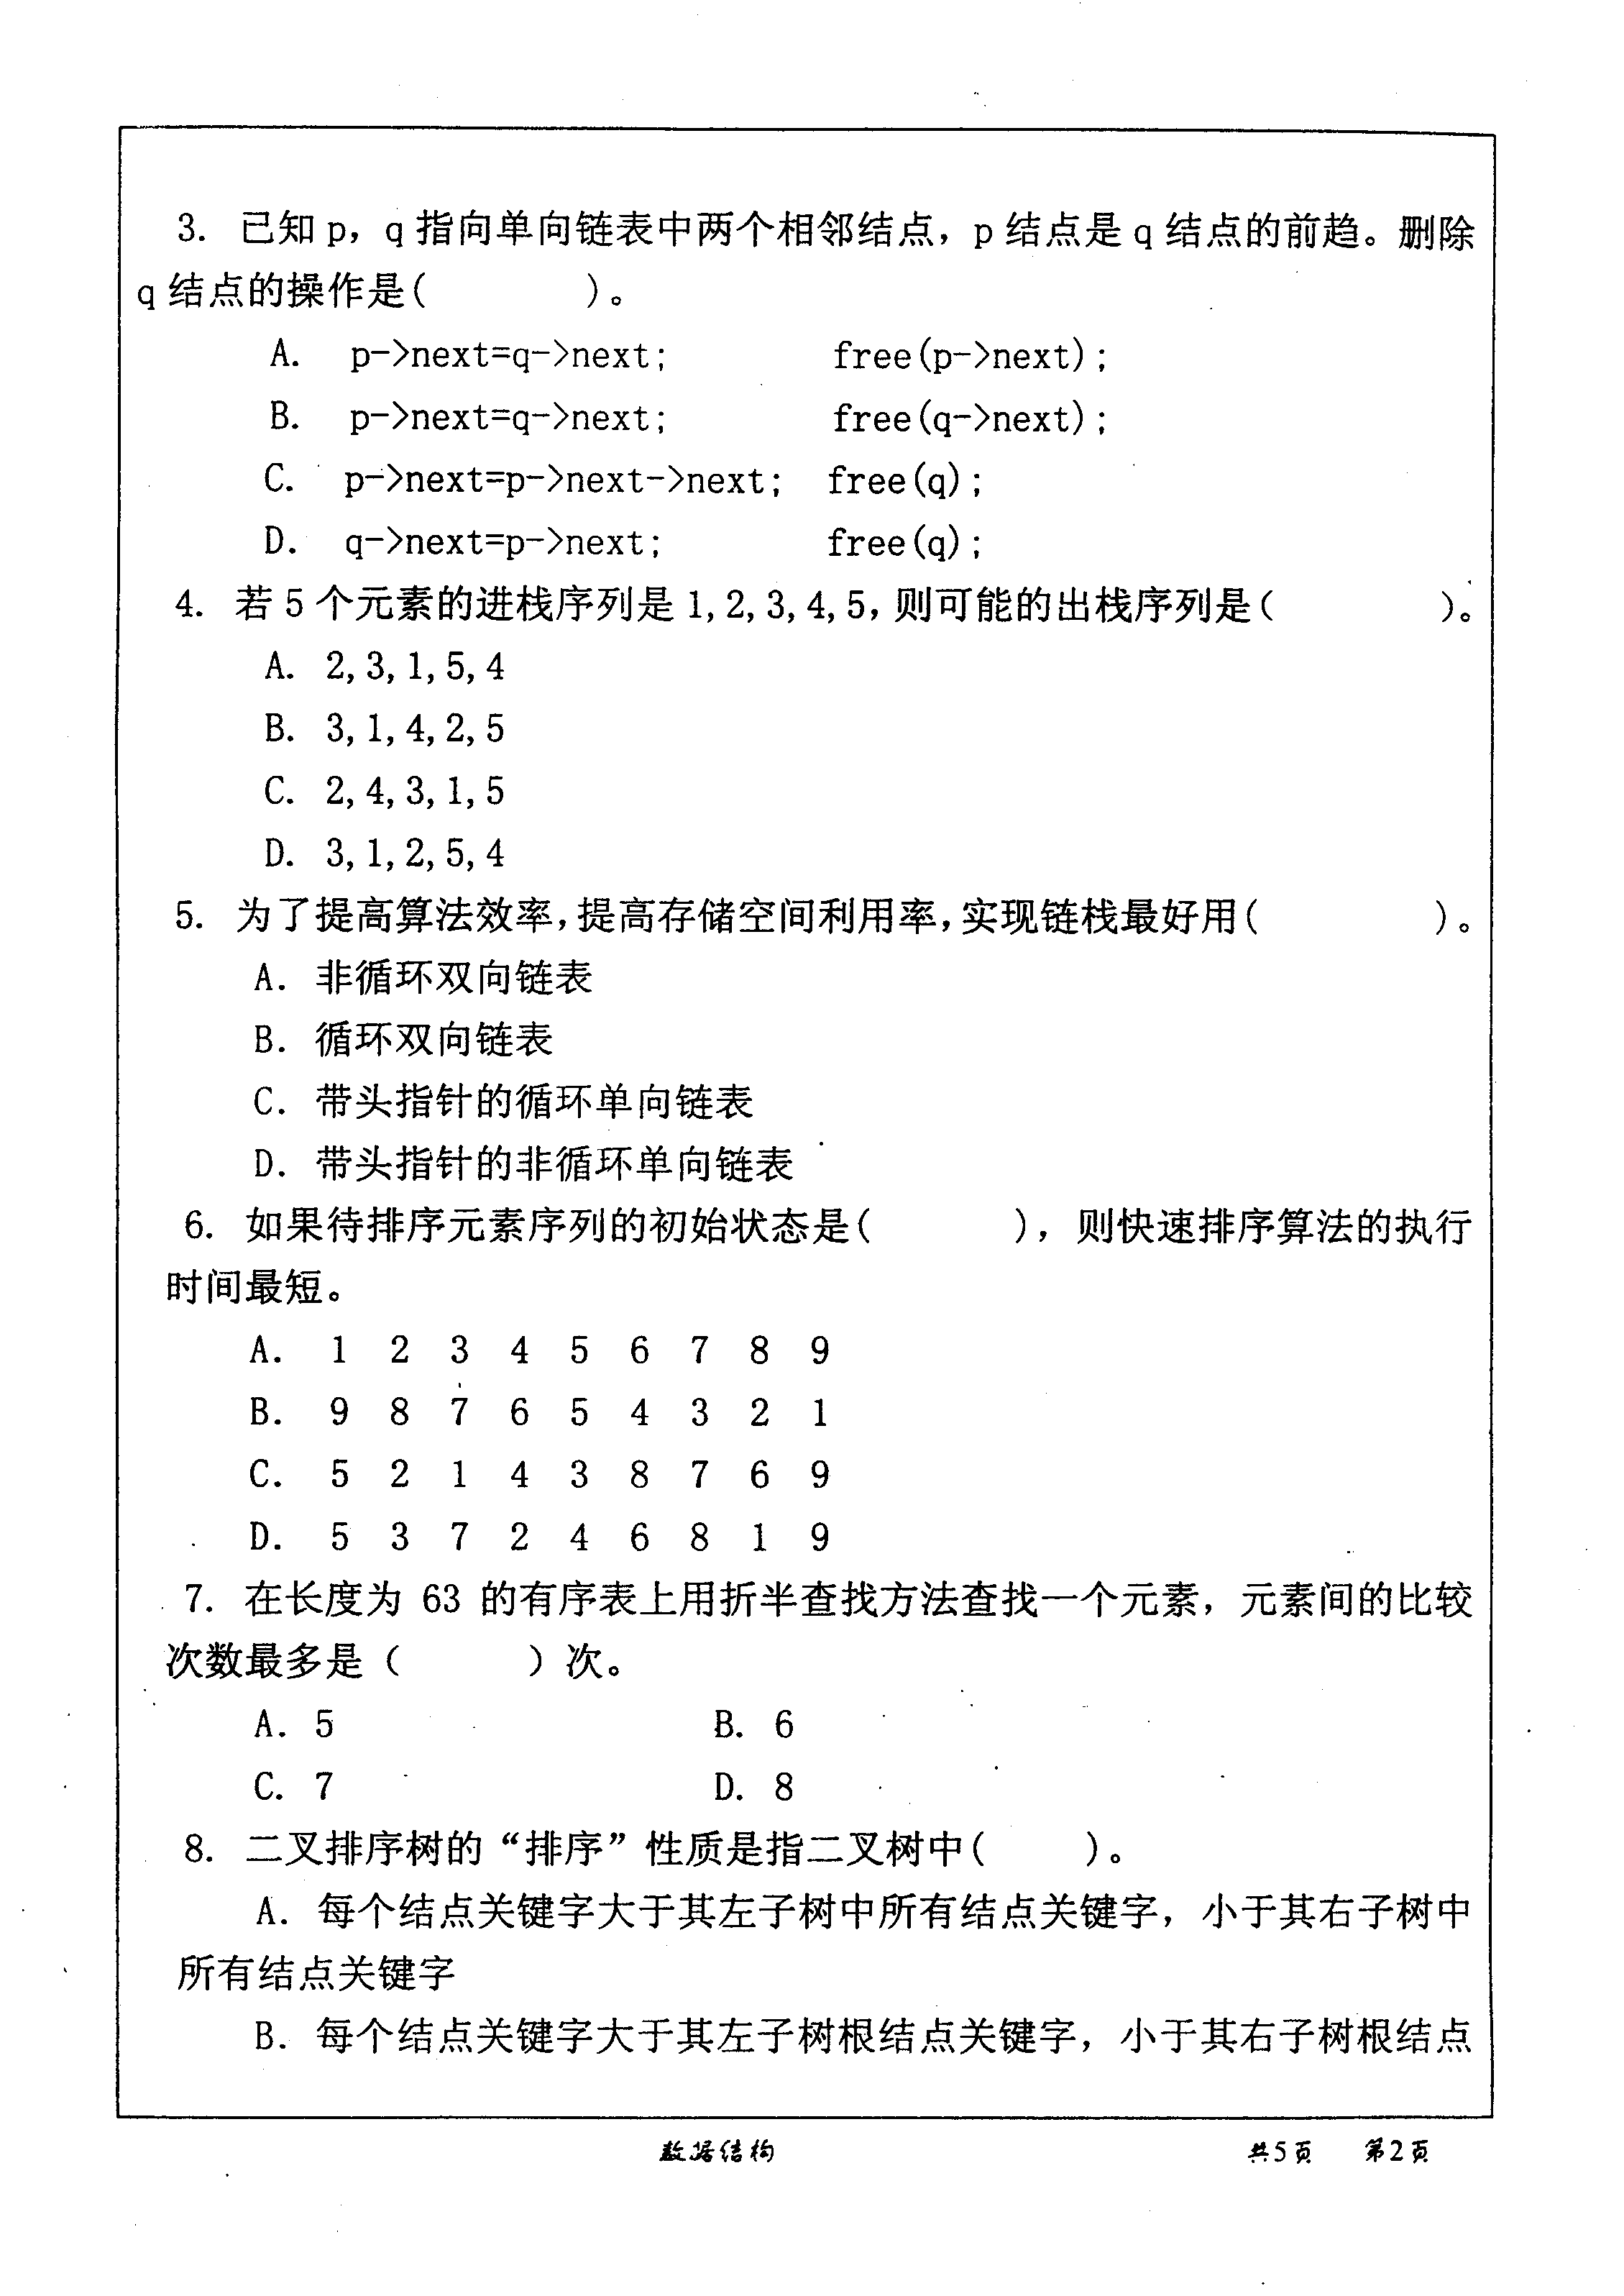 3. 已知 p，q 指向单向链表中两个相邻结点，p 结点是 q 结点的前趋。删除
q 结点的操作是(        )。
A. p->next=q->next;    free(p->next);
B. p->next=q->next;    free(q->next);
C. p->next=p->next->next;    free(q);
D. q->next=p->next;    free(q);
4. 若 5 个元素的进栈序列是 1,2,3,4,5,则可能的出栈序列是(        )。
A. 2,3,1,5,4
B. 3,1,4,2,5
C. 2,4,3,1,5
D. 3,1,2,5,4
5. 为了提高算法效率,提高存储空间利用率,实现链栈最好用(        )。
A. 非循环双向链表
B. 循环双向链表
C. 带头指针的循环单向链表
D. 带头指针的非循环单向链表
6. 如果待排序元素序列的初始状态是(        )，则快速排序算法的执行
时间最短。
A. 1 2 3 4 5 6 7 8 9
B. 9 8 7 6 5 4 3 2 1
C. 5 2 1 4 3 8 7 6 9
D. 5 3 7 2 4 6 8 1 9
7. 在长度为 63 的有序表上用折半查找方法查找一个元素，元素间的比较
次数最多是（        ）次。
A. 5    B. 6
C. 7    D. 8
8. 二叉排序树的“排序”性质是指二叉树中(     )。
A. 每个结点关键字大于其左子树中所有结点关键字，小于其右子树中
所有结点关键字
B. 每个结点关键字大于其左子树根结点关键字，小于其右子树根结点
数据结构    共5页    第2页